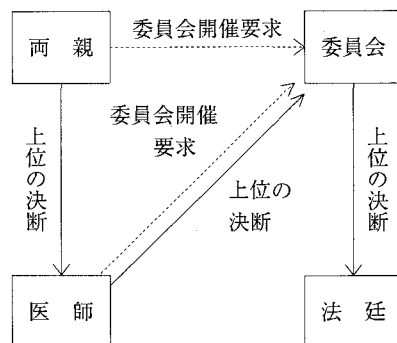 委員会開催要求
両親
委員会
委員会開催
要求
上位の決断
上位の
決断
上位の決断
医師
法廷